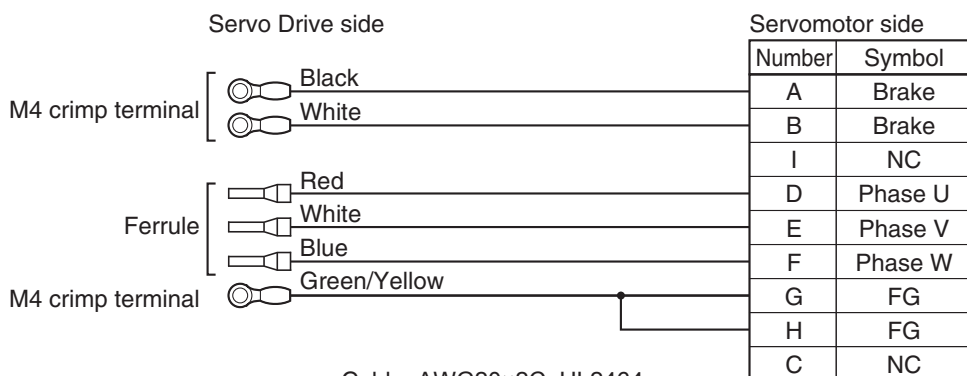 Servo Drive side
Servomotor side
Number Symbol
M4 crimp terminal
Black
A Brake
White
B Brake
I NC
Ferrule
Red
D Phase U
White
E Phase V
Blue
F Phase W
M4 crimp terminal
Green/Yellow
G FG
H FG
C NC